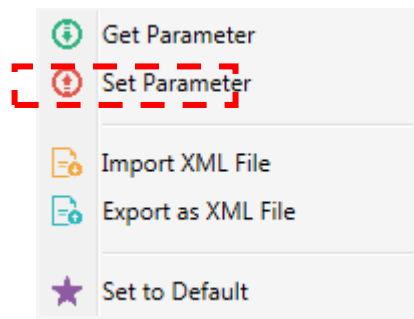 Get Parameter
Set Parameter
Import XML File
Export as XML File
Set to Default